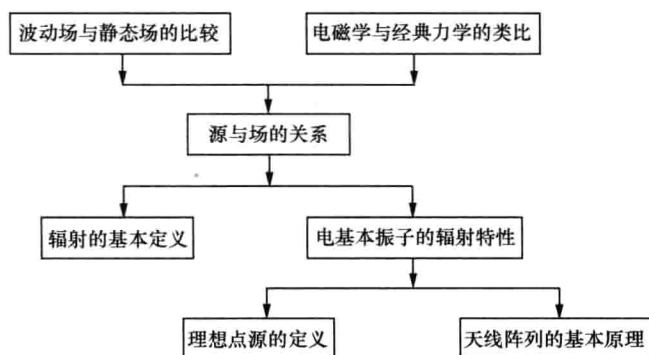 波动场与静态场的比较
电磁学与经典力学的类比
源与场的关系
辐射的基本定义
电基本振子的辐射特性
理想点源的定义
天线阵列的基本原理